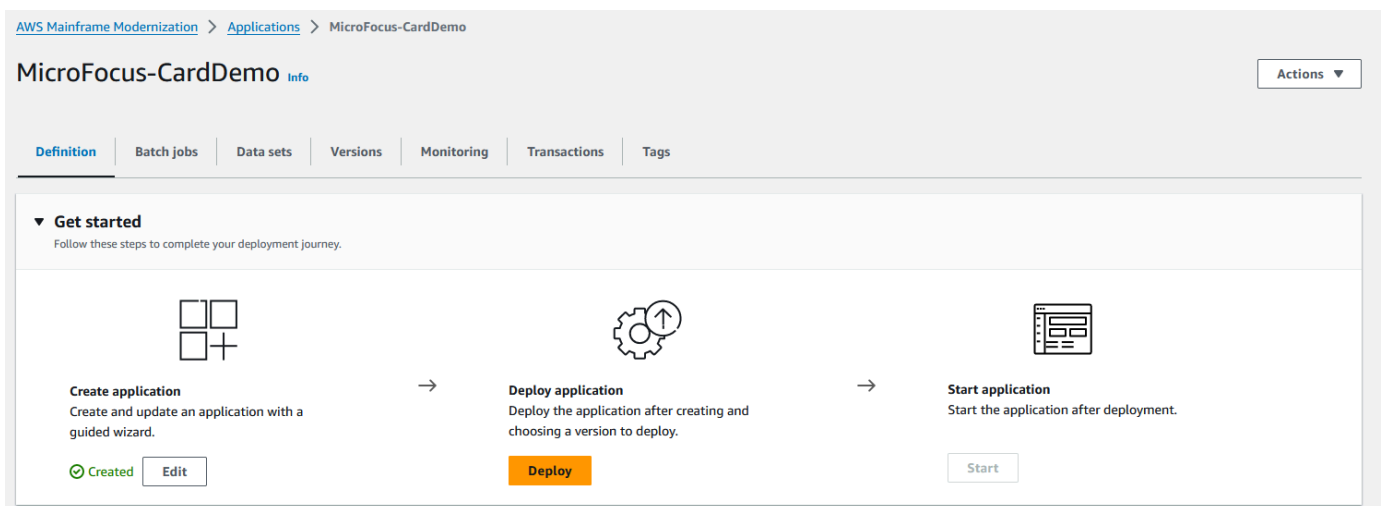 AWS Mainframe Modernization > Applications > MicroFocus-CardDemo
MicroFocus-CardDemo Info
Actions ▼
Definition Batch jobs Data sets Versions Monitoring Transactions Tags
▼ Get started
Follow these steps to complete your deployment journey.
Create application
Create and update an application with a
guided wizard.
Created Edit
→
Deploy application
Deploy the application after creating and
choosing a version to deploy.
Deploy
→
Start application
Start the application after deployment.
Start